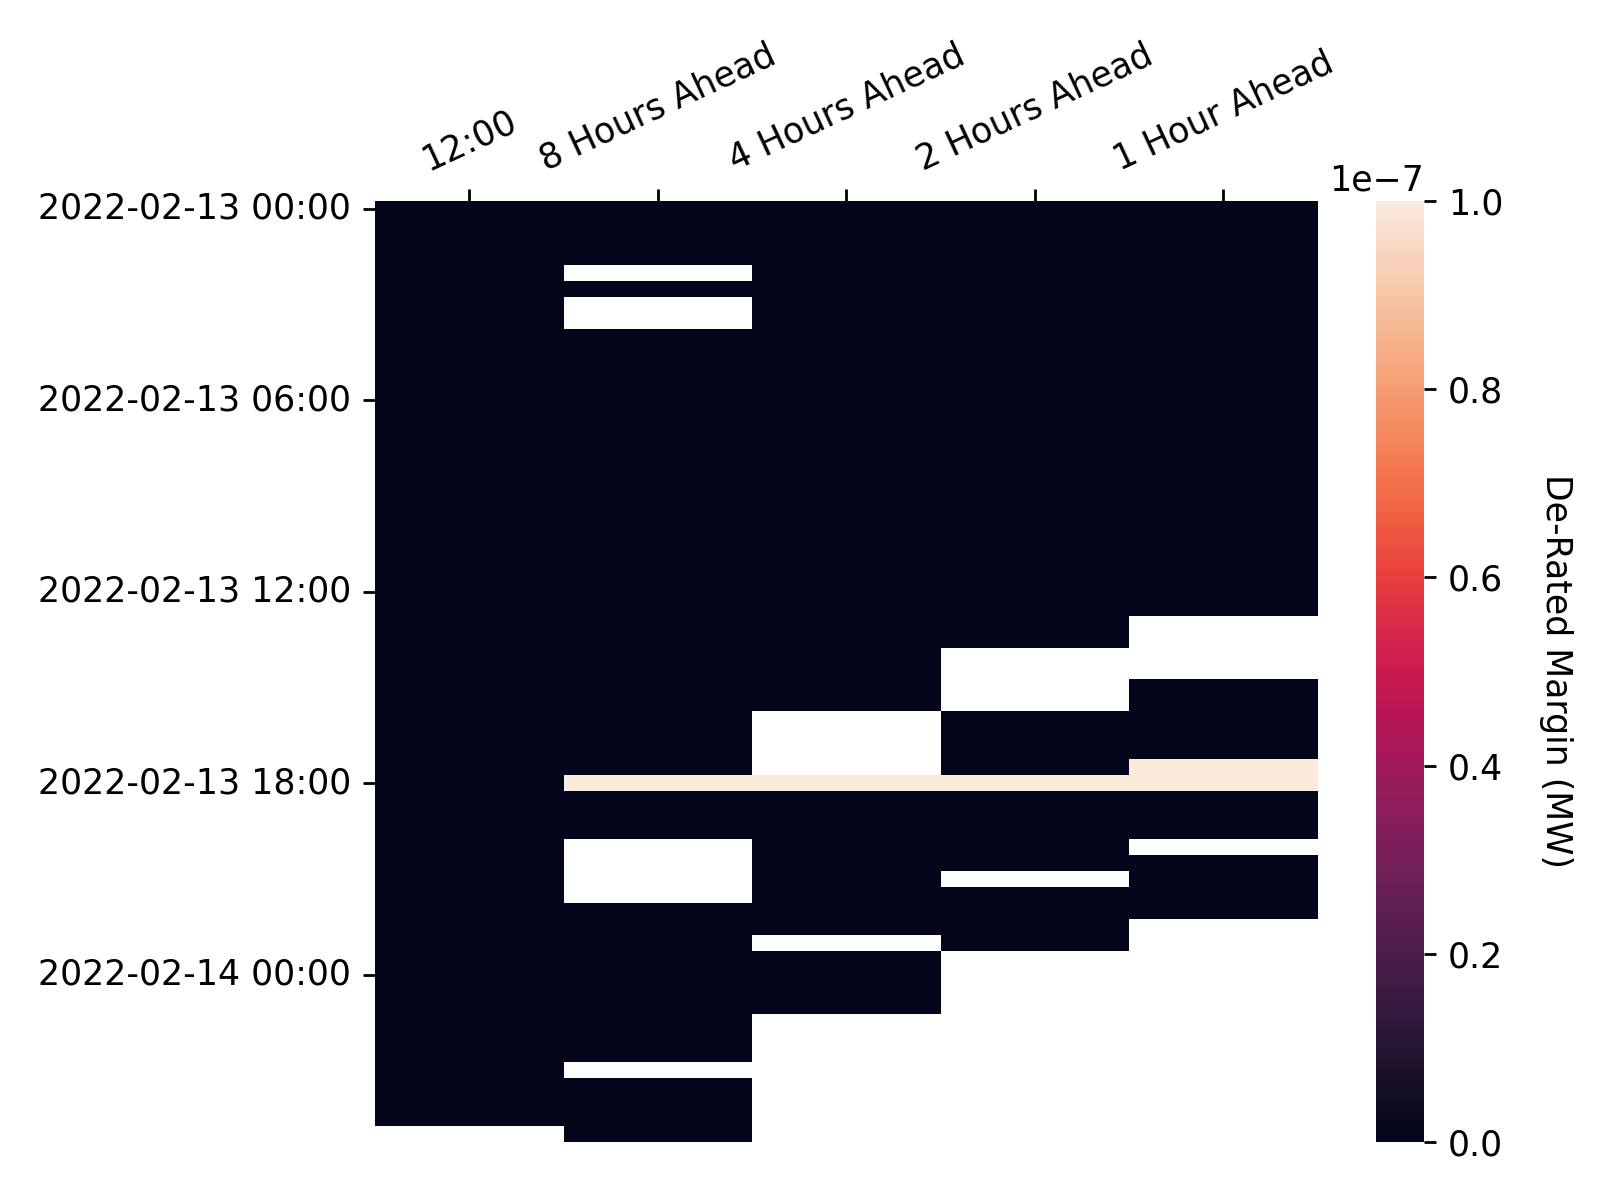 12:00
8 Hours Ahead
4 Hours Ahead
2 Hours Ahead
1 Hour Ahead
2022-02-13 00:00
2022-02-13 06:00
2022-02-13 12:00
2022-02-13 18:00
2022-02-14 00:00
1e−7
1.0
0.8
0.6
0.4
0.2
0.0
De-Rated Margin (MW)